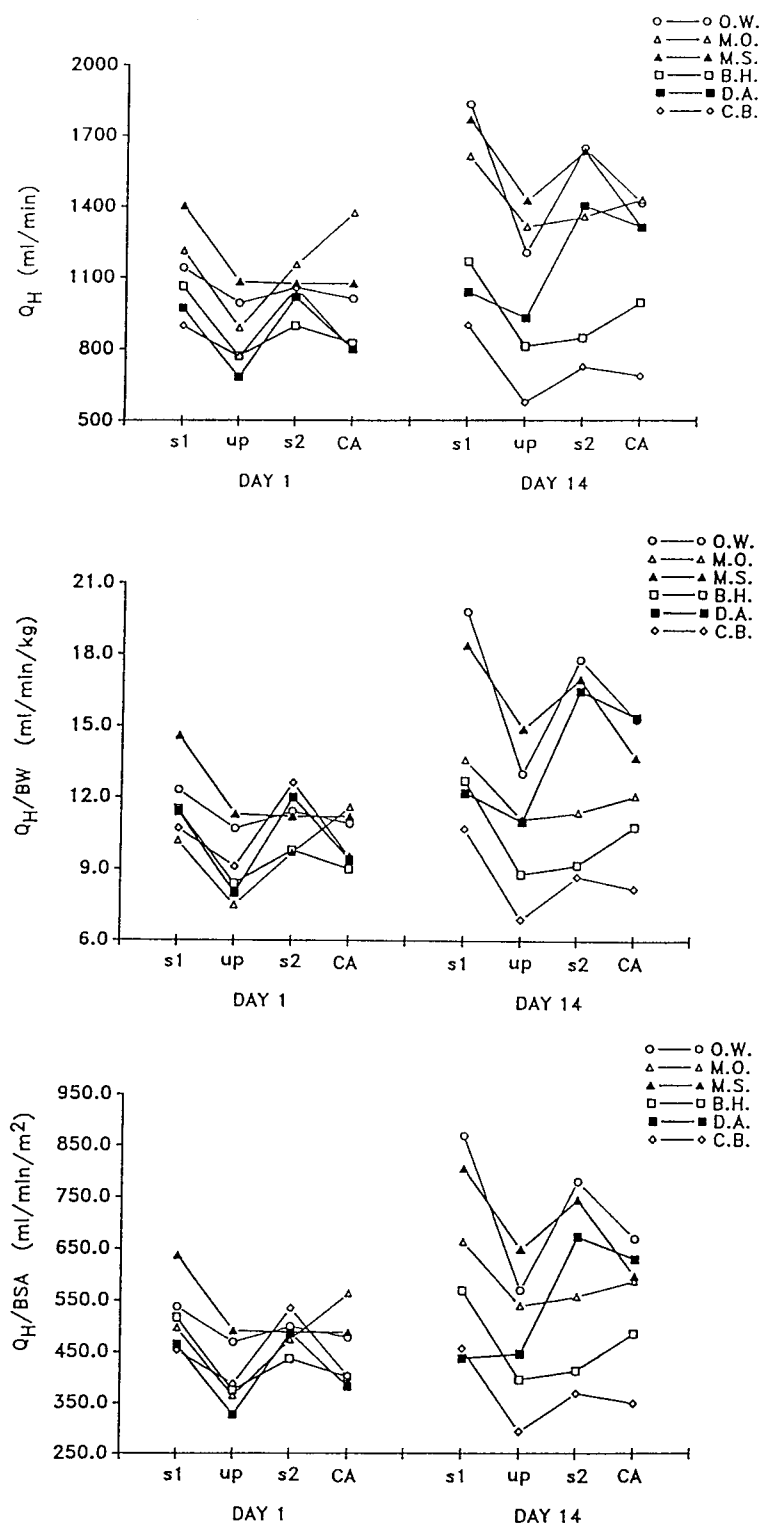 O.W.
M.O.
M.S.
B.H.
D.A.
C.B.
2000
1700
1400
1100
800
500
Q_H (ml/min)
s1 up s2 CA s1 up s2 CA
DAY 1 DAY 14
O.W.
M.O.
M.S.
B.H.
D.A.
C.B.
21.0
18.0
15.0
12.0
9.0
6.0
Q_H/BW (ml/min/kg)
s1 up s2 CA s1 up s2 CA
DAY 1 DAY 14
O.W.
M.O.
M.S.
B.H.
D.A.
C.B.
950.0
850.0
750.0
650.0
550.0
450.0
350.0
250.0
Q_H/BSA (ml/min/m²)
s1 up s2 CA s1 up s2 CA
DAY 1 DAY 14